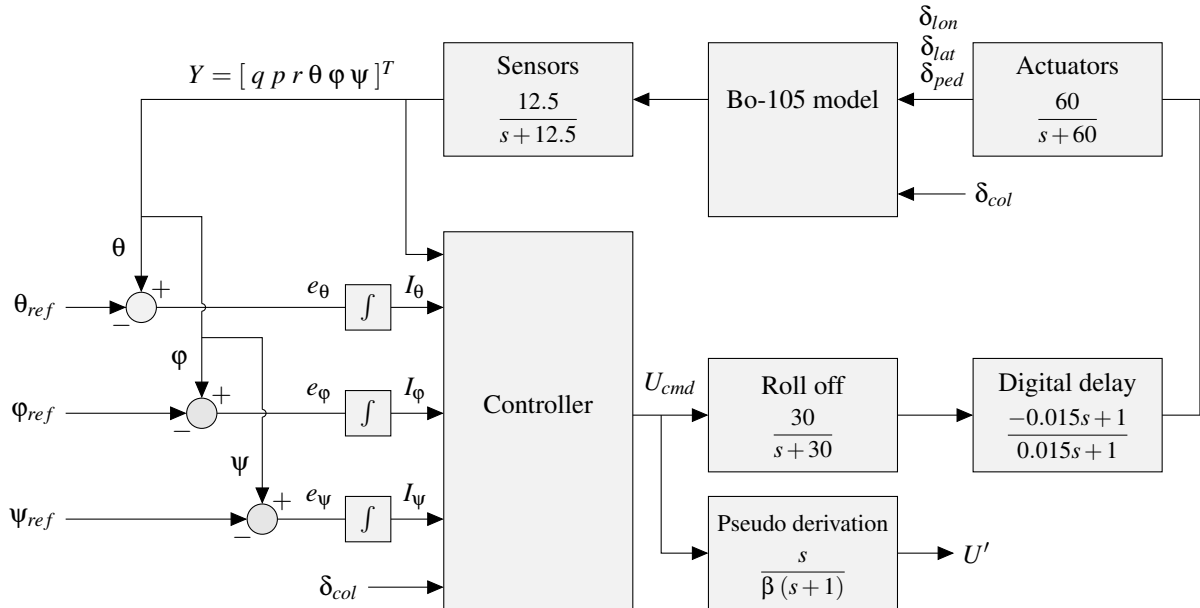 δ_lon
δ_lat
δ_ped
Y = [ q p r θ φ ψ ]^T
Sensors
12.5
s + 12.5
Bo-105 model
Actuators
60
s + 60
δ_col
θ
θ_ref
+
−
e_θ
∫
I_θ
φ
φ_ref
+
−
e_φ
∫
I_φ
ψ
ψ_ref
+
−
e_ψ
∫
I_ψ
δ_col
Controller
U_cmd
Roll off
30
s + 30
Digital delay
−0.015s + 1
0.015s + 1
Pseudo derivation
s
β (s + 1)
U′